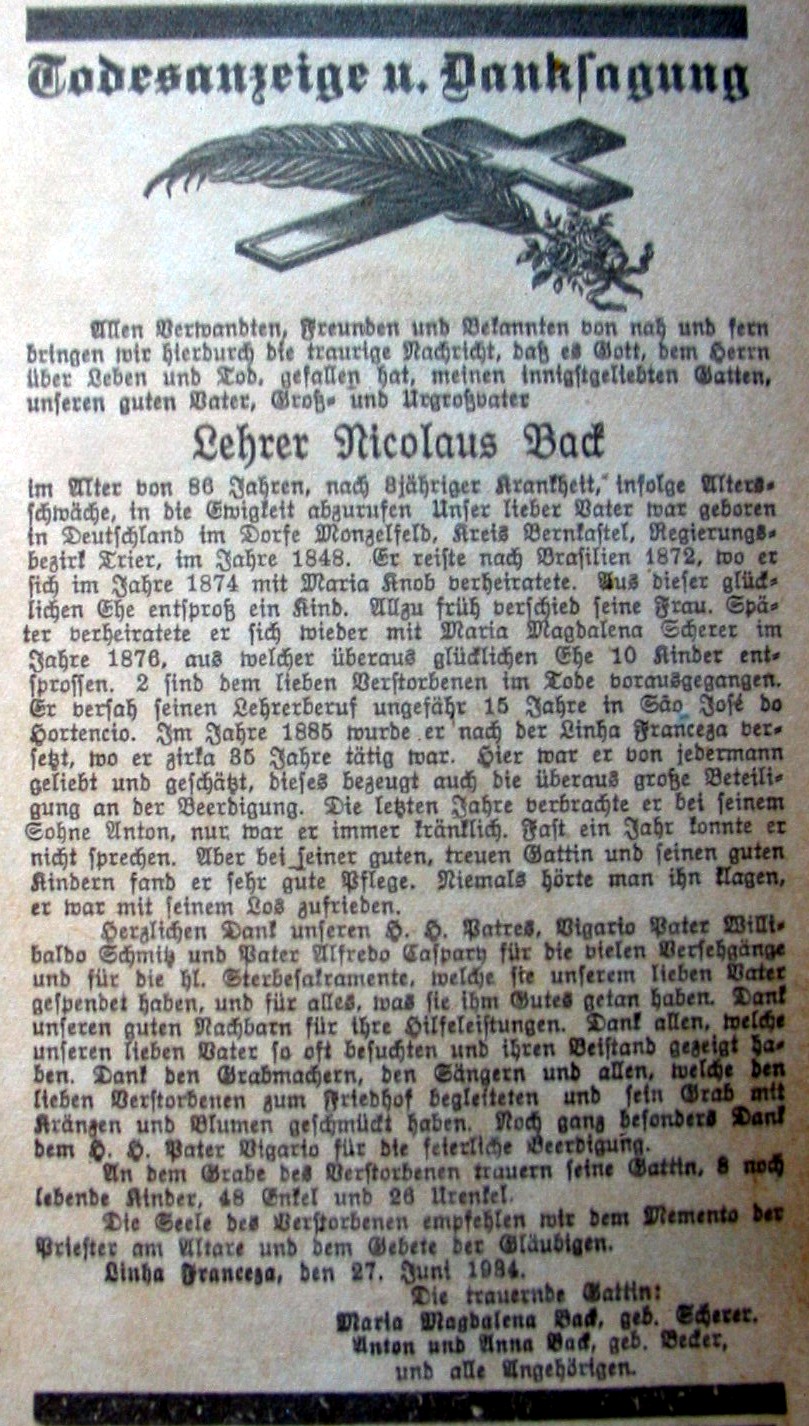 Todesanzeige u. Danksagung
Allen Verwandten, Freunden und Bekannten von nah und fern
bringen wir hierdurch die traurige Nachricht, daß es Gott, dem Herrn
über Leben und Tod, gefallen hat, meinen innigstgeliebten Gatten,
unseren guten Vater, Groß- und Urgroßvater
Lehrer Nicolaus Back
im Alter von 86 Jahren, nach 8jähriger Krankheit, infolge Alters-
schwäche, in die Ewigkeit abzurufen Unser lieber Vater war geboren
in Deutschland im Dorfe Monzelfeld, Kreis Bernkastel, Regierungs-
bezirk Trier, im Jahre 1848. Er reiste nach Brasilien 1872, wo er
sich im Jahre 1874 mit Maria Knob verheiratete. Aus dieser glück-
lichen Ehe entsproß ein Kind. Allzu früh verschied seine Frau. Spä-
ter verheiratete er sich wieder mit Maria Magdalena Scherer im
Jahre 1876, aus welcher überaus glücklichen Ehe 10 Kinder ent-
sprossen. 2 sind dem lieben Verstorbenen im Tode vorausgegangen.
Er versah seinen Lehrerberuf ungefähr 15 Jahre in São José do
Hortencio. Im Jahre 1885 wurde er nach der Linha Franceza ver-
setzt, wo er zirka 35 Jahre tätig war. Hier war er von jedermann
geliebt und geschätzt, dieses bezeugt auch die überaus große Beteili-
gung an der Beerdigung. Die letzten Jahre verbrachte er bei seinem
Sohne Anton, nur war er immer kränklich. Fast ein Jahr konnte er
nicht sprechen. Aber bei seiner guten, treuen Gattin und seinen guten
Kindern fand er sehr gute Pflege. Niemals hörte man ihn klagen,
er war mit seinem Los zufrieden.
Herzlichen Dank unseren H. H. Patres, Vigario Pater Willi-
baldo Schmitz und Pater Alfredo Casparty für die vielen Versehgänge
und für die hl. Sterbesakramente, welche sie unserem lieben Vater
gespendet haben, und für alles, was sie ihm Gutes getan haben. Dank
unseren guten Nachbarn für ihre Hilfeleistungen. Dank allen, welche
unseren lieben Vater so oft besuchten und ihren Beistand gezeigt ha-
ben. Dank den Grabmachern, den Sängern und allen, welche den
lieben Verstorbenen zum Friedhof begleiteten und sein Grab mit
Kränzen und Blumen geschmückt haben. Noch ganz besonders Dank
dem H. H. Pater Vigario für die feierliche Beerdigung.
An dem Grabe des Verstorbenen trauern seine Gattin, 8 noch
lebende Kinder, 48 Enkel und 26 Urenkel.
Die Seele des Verstorbenen empfehlen wir dem Memento der
Priester am Altare und dem Gebete der Gläubigen.
Linha Franceza, den 27. Juni 1934.
Die trauernde Gattin:
Maria Magdalena Back, geb. Scherer.
Anton und Anna Back, geb. Becker,
und alle Angehörigen.